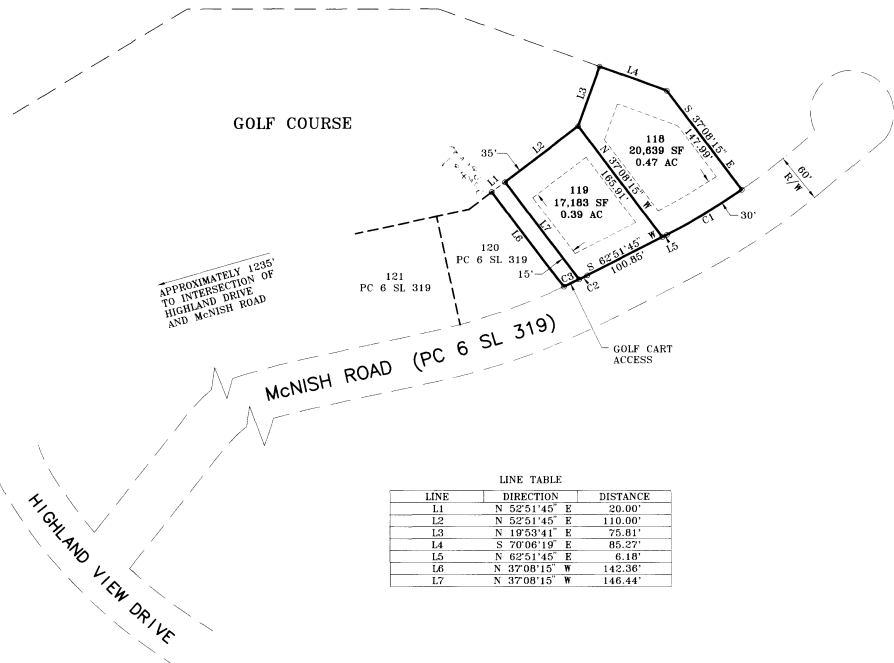 GOLF COURSE
L4
L3
S 37°08'15" E
147.99'
118
20,639 SF
0.47 AC
L2
35'
N 37°08'15" W
165.91'
60'
R/W
L1
119
17,183 SF
0.39 AC
C1
30'
L6
L7
S 62°51'45" W
100.85'
L5
120
PC 6 SL 319
15'
C3
C2
121
PC 6 SL 319
APPROXIMATELY 1235'
TO INTERSECTION OF
HIGHLAND DRIVE
AND McNISH ROAD
GOLF CART
ACCESS
McNISH ROAD (PC 6 SL 319)
HIGHLAND VIEW DRIVE
LINE TABLE
LINE DIRECTION DISTANCE
L1 N 52°51'45" E 20.00'
L2 N 52°51'45" E 110.00'
L3 N 19°53'41" E 75.81'
L4 S 70°06'19" E 85.27'
L5 N 62°51'45" E 6.18'
L6 N 37°08'15" W 142.36'
L7 N 37°08'15" W 146.44'